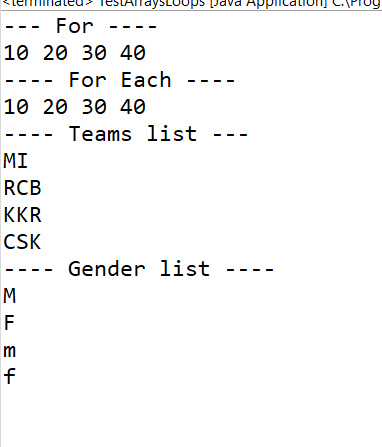 <terminated> TestArraysLoops [Java Application] C:\Prog
--- For ----
10 20 30 40
---- For Each ----
10 20 30 40
---- Teams list ---
MI
RCB
KKR
CSK
---- Gender list ----
M
F
m
f